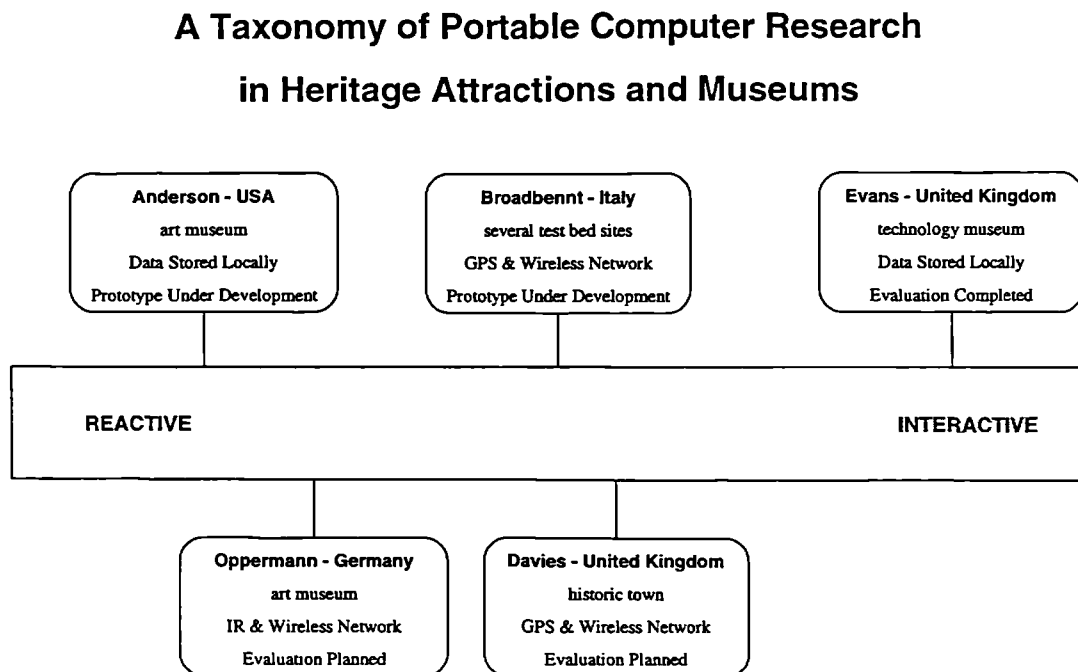 A Taxonomy of Portable Computer Research
in Heritage Attractions and Museums
Anderson - USA
art museum
Data Stored Locally
Prototype Under Development
Broadbennt - Italy
several test bed sites
GPS & Wireless Network
Prototype Under Development
Evans - United Kingdom
technology museum
Data Stored Locally
Evaluation Completed
REACTIVE
INTERACTIVE
Oppermann - Germany
art museum
IR & Wireless Network
Evaluation Planned
Davies - United Kingdom
historic town
GPS & Wireless Network
Evaluation Planned